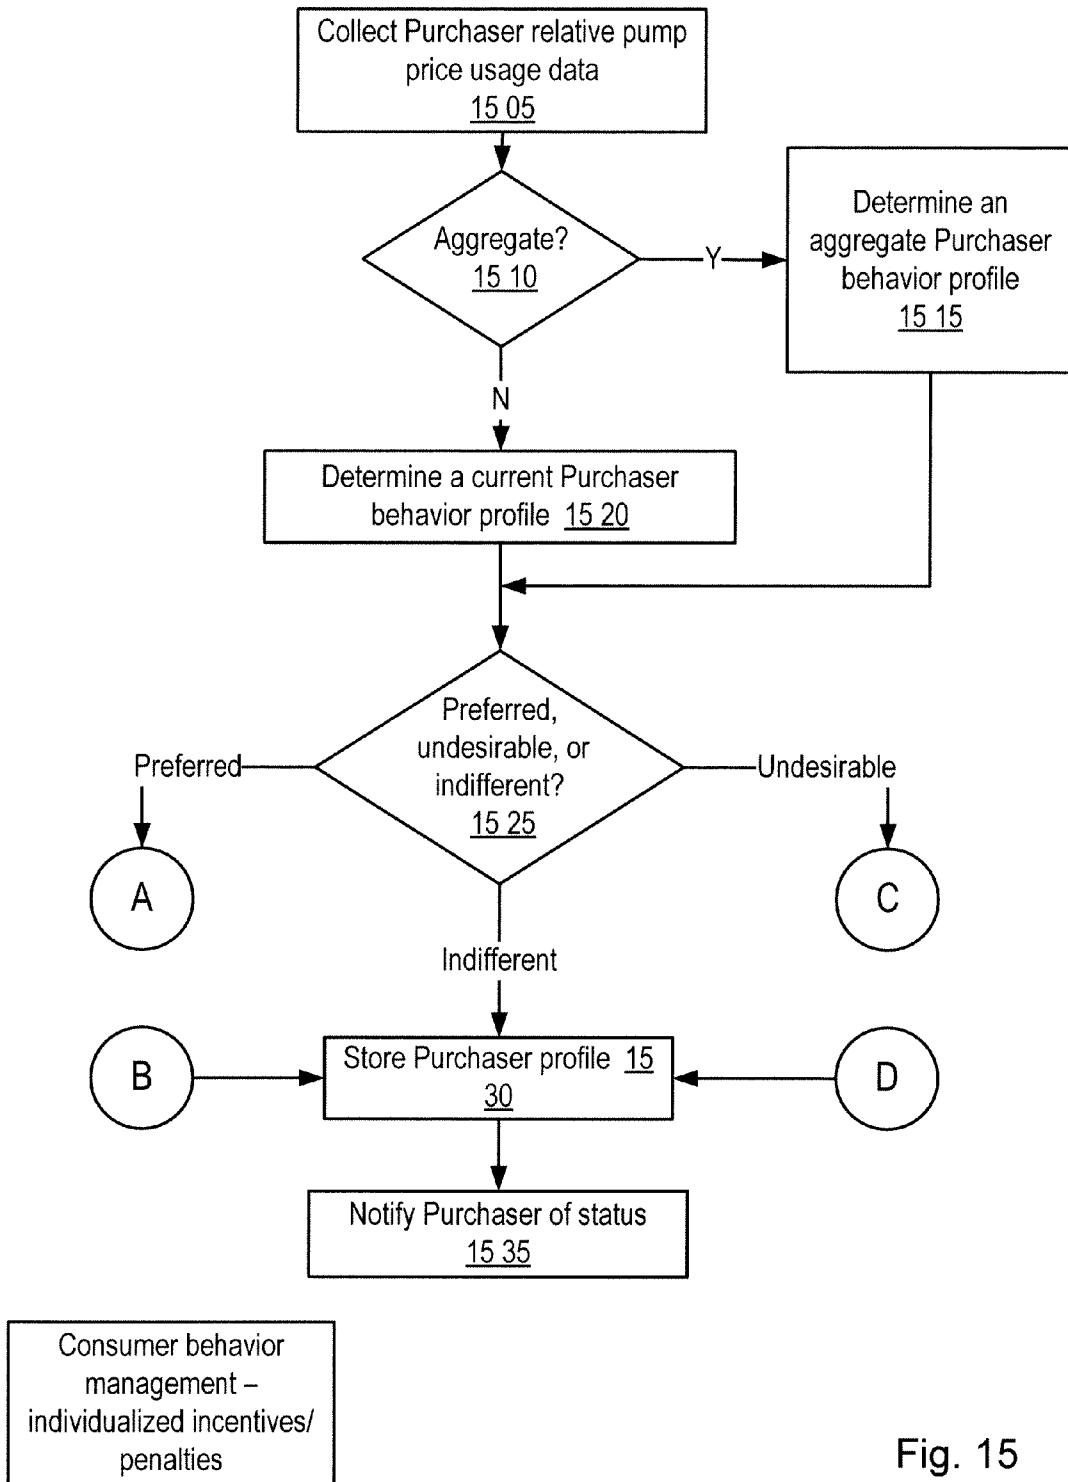 Collect Purchaser relative pump
price usage data
15 05
Aggregate?
15 10
Y
Determine an
aggregate Purchaser
behavior profile
15 15
N
Determine a current Purchaser
behavior profile 15 20
Preferred,
undesirable, or
indifferent?
15 25
Preferred
Undesirable
A
C
Indifferent
B
Store Purchaser profile 15
30
D
Notify Purchaser of status
15 35
Consumer behavior
management –
individualized incentives/
penalties
Fig. 15